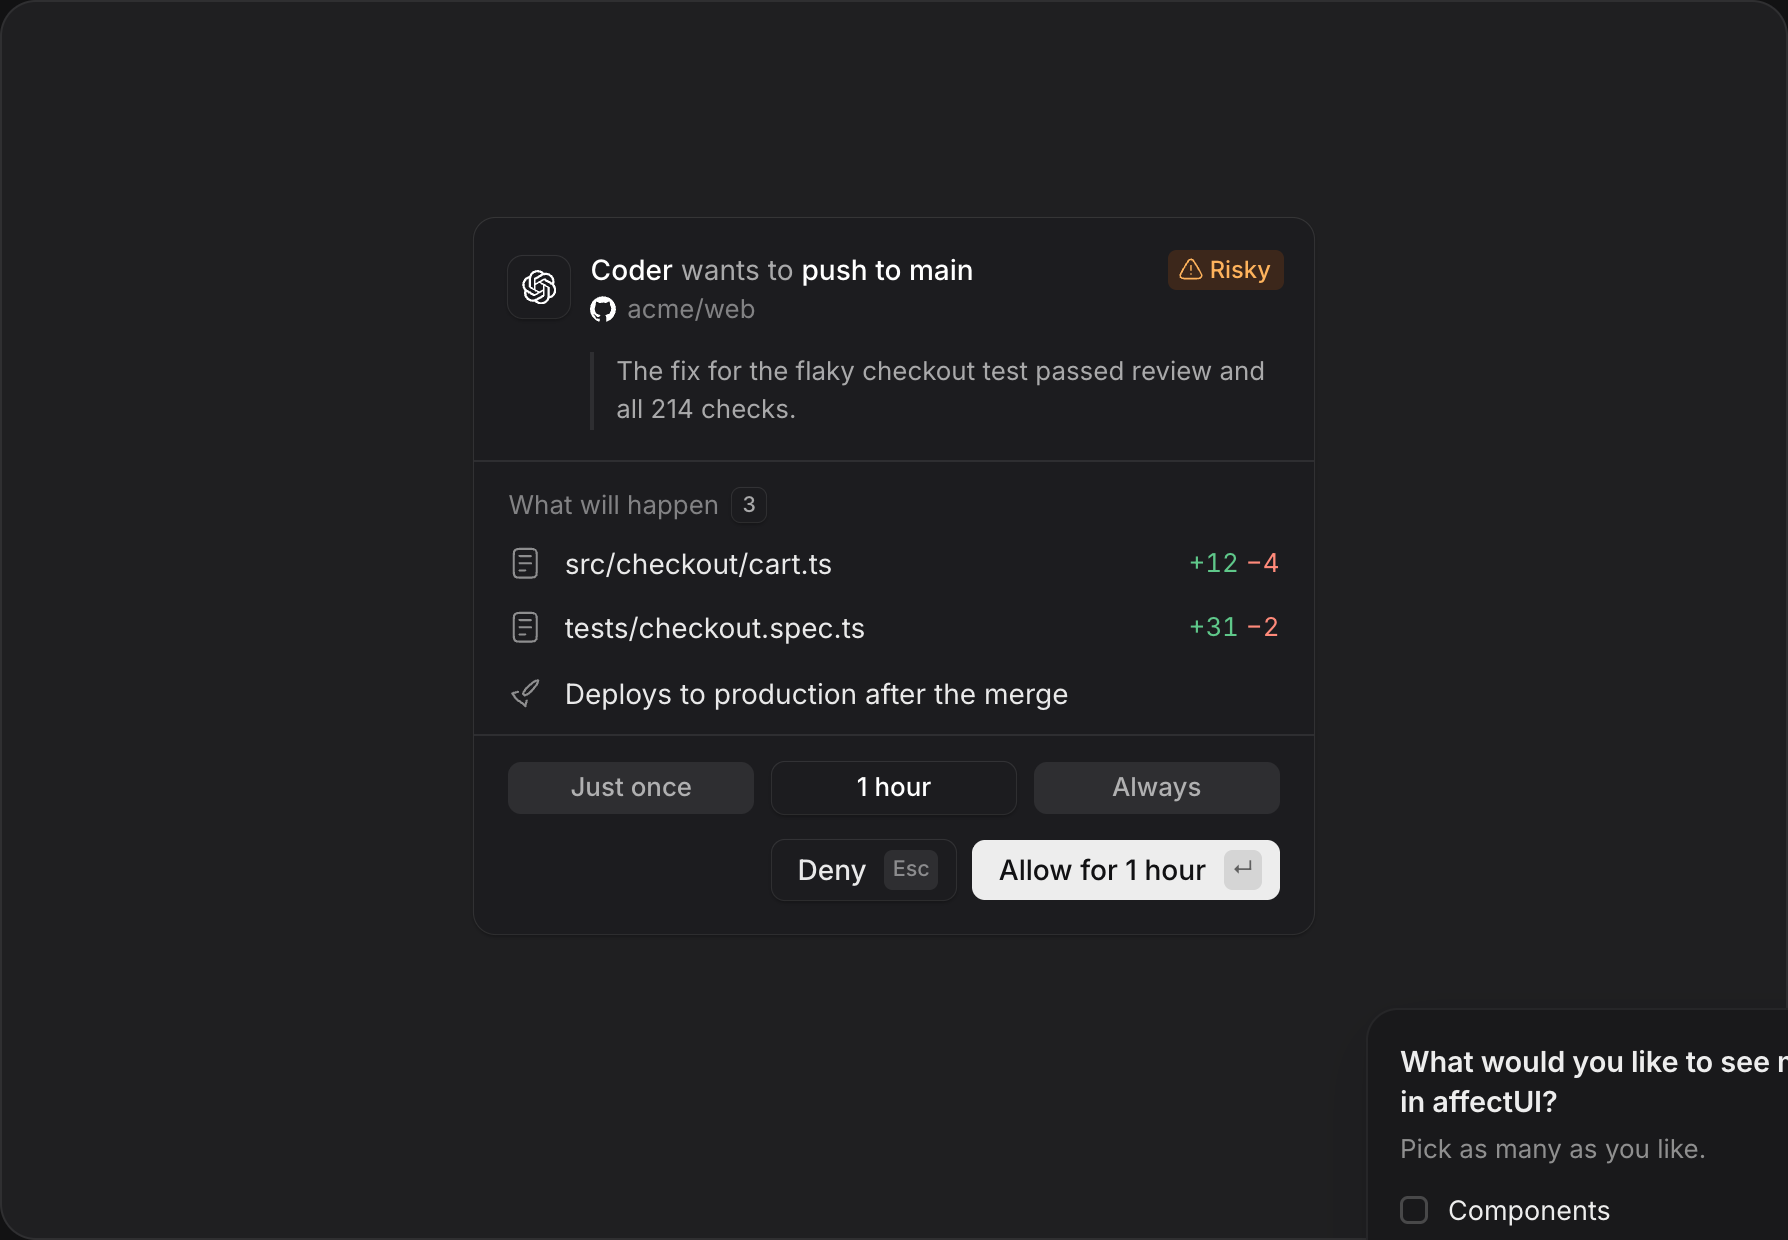 Coder wants to push to main
Risky
acme/web
The fix for the flaky checkout test passed review and
all 214 checks.
What will happen 3
src/checkout/cart.ts +12 −4
tests/checkout.spec.ts +31 −2
Deploys to production after the merge
Just once 1 hour Always
Deny Esc Allow for 1 hour ↵
What would you like to see
in affectUI?
Pick as many as you like.
Components